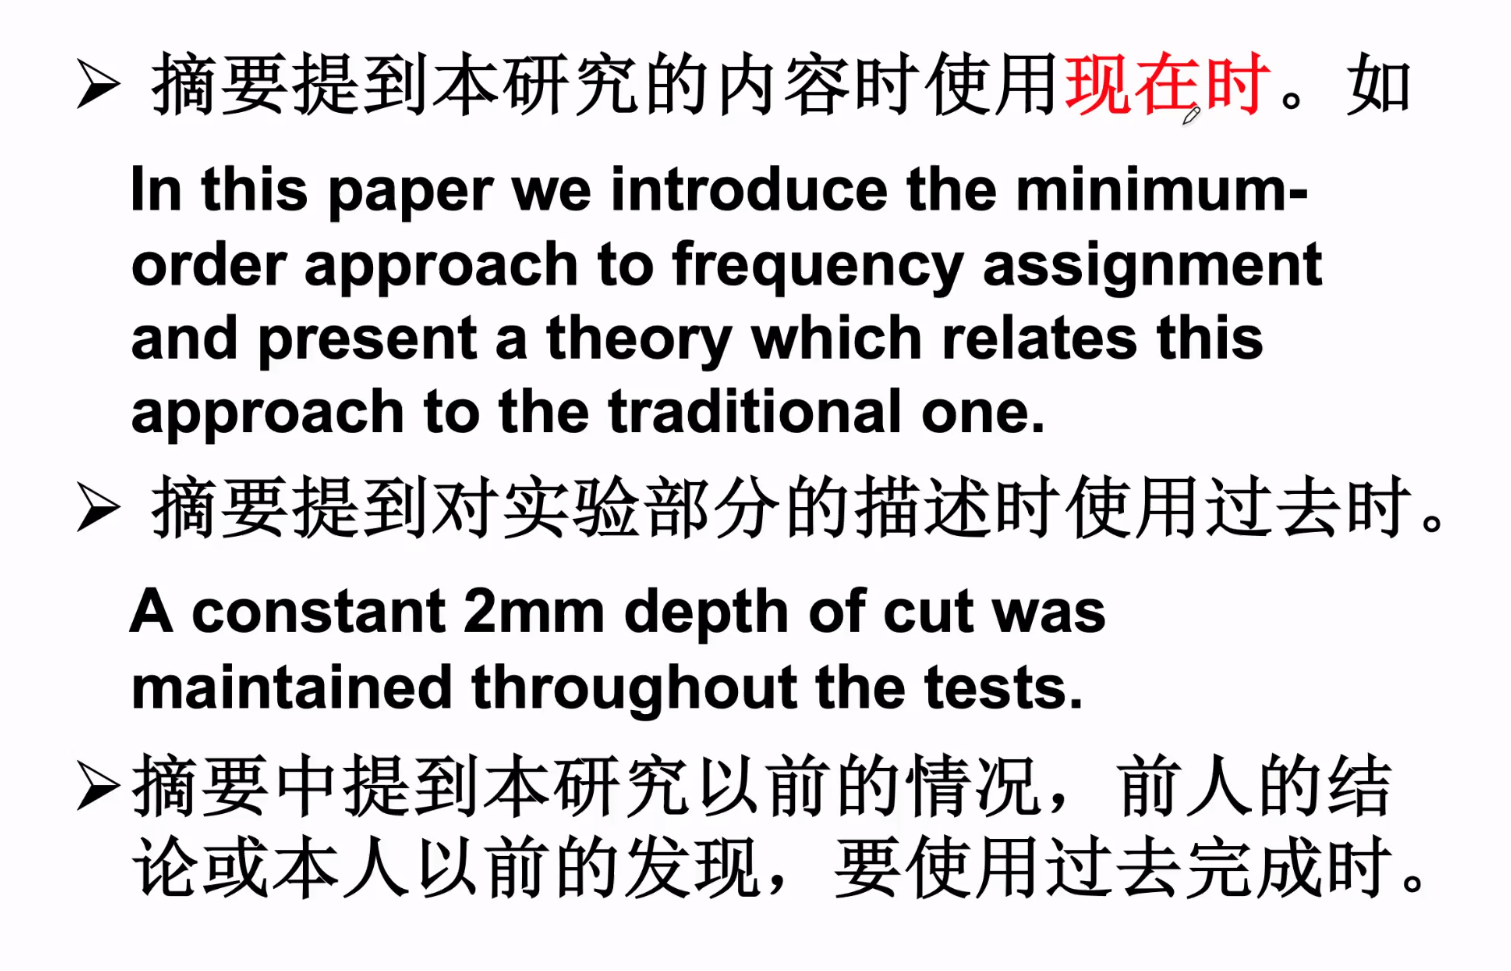 ➢ 摘要提到本研究的内容时使用现在时。如
In this paper we introduce the minimum-
order approach to frequency assignment
and present a theory which relates this
approach to the traditional one.
➢ 摘要提到对实验部分的描述时使用过去时。
A constant 2mm depth of cut was
maintained throughout the tests.
➢摘要中提到本研究以前的情况，前人的结
论或本人以前的发现，要使用过去完成时。